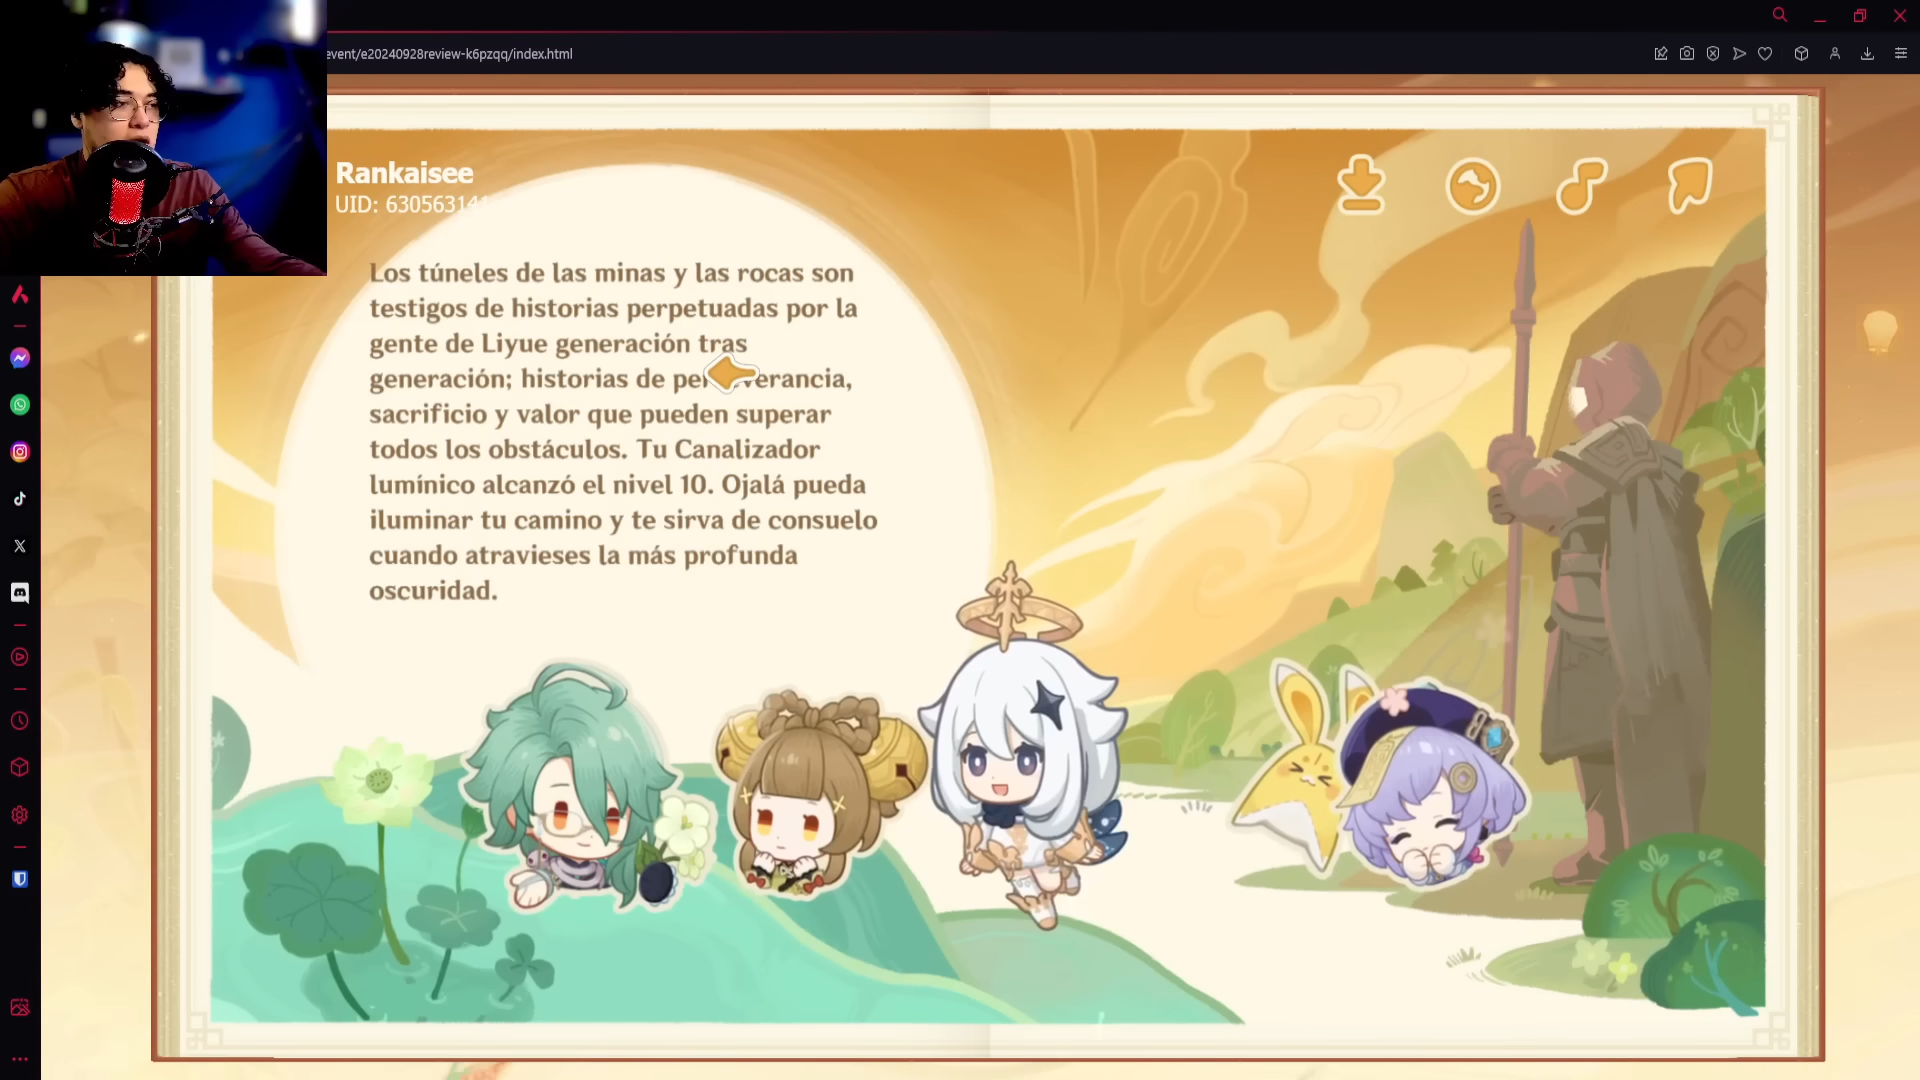 event/e20240928review-k6pzqq/index.html
Rankaisee
UID: 630563141
Los túneles de las minas y las rocas son
testigos de historias perpetuadas por la
gente de Liyue generación tras
generación; historias de perseverancia,
sacrificio y valor que pueden superar
todos los obstáculos. Tu Canalizador
lumínico alcanzó el nivel 10. Ojalá pueda
iluminar tu camino y te sirva de consuelo
cuando atravieses la más profunda
oscuridad.